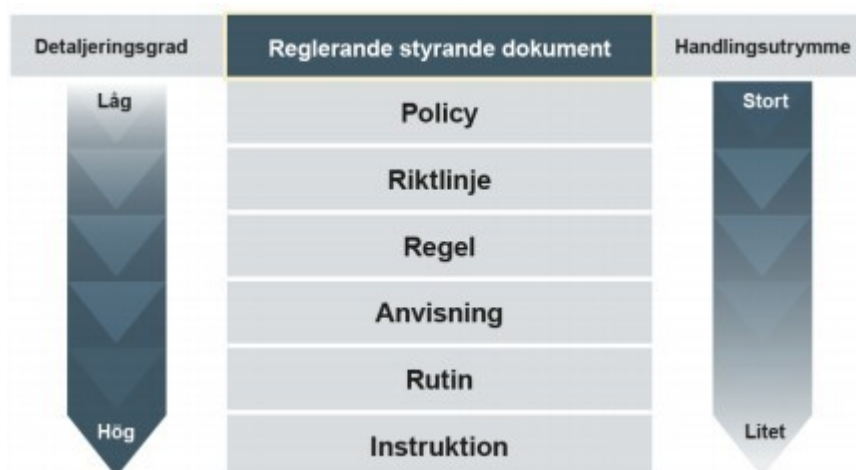 Detaljeringsgrad
Reglerande styrande dokument
Handlingsutrymme
Låg
Policy
Stort
Riktlinje
Regel
Anvisning
Rutin
Hög
Instruktion
Litet